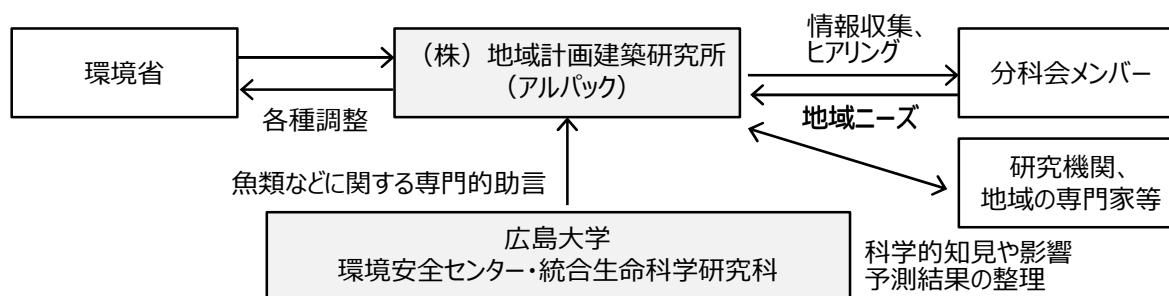 情報収集、
ヒアリング
環境省
（株）地域計画建築研究所
（アルパック）
分科会メンバー
各種調整
地域ニーズ
魚類などに関する専門的助言
研究機関、
地域の専門家等
広島大学
環境安全センター・統合生命科学研究科
科学的知見や影響
予測結果の整理